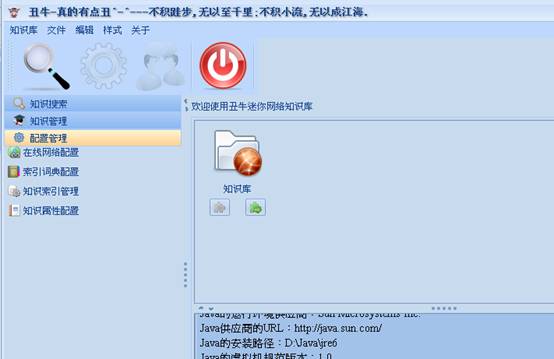 丑牛-真的有点丑^-^---不积跬步,无以至千里;不积小流,无以成江海.
知识库 文件 编辑 样式 关于
知识搜索
知识管理
配置管理
在线网络配置
索引词典配置
知识索引管理
知识属性配置
欢迎使用丑牛迷你网络知识库
知识库
Java的运行环境供应商：Sun Microsystems Inc.
Java供应商的URL：http://java.sun.com/
Java的安装路径：D:\Java\jre6
Java的虚拟机规范版本：1.0